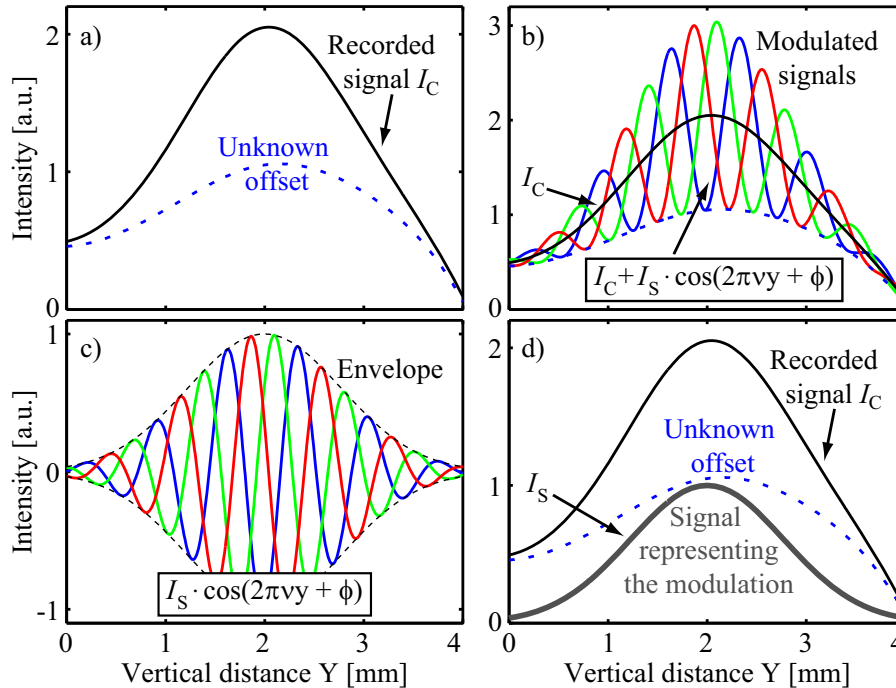 a)
Recorded
signal I_C
Unknown
offset
Intensity [a.u.]
2
1
0
b)
Modulated
signals
I_C
I_C+I_S·cos(2πνy + ϕ)
3
2
1
0
c)
Envelope
I_S·cos(2πνy + ϕ)
Intensity [a.u.]
1
0
-1
0 1 2 3 4
Vertical distance Y [mm]
d)
Recorded
signal I_C
Unknown
offset
I_S
Signal
representing
the modulation
2
1
0
0 1 2 3 4
Vertical distance Y [mm]